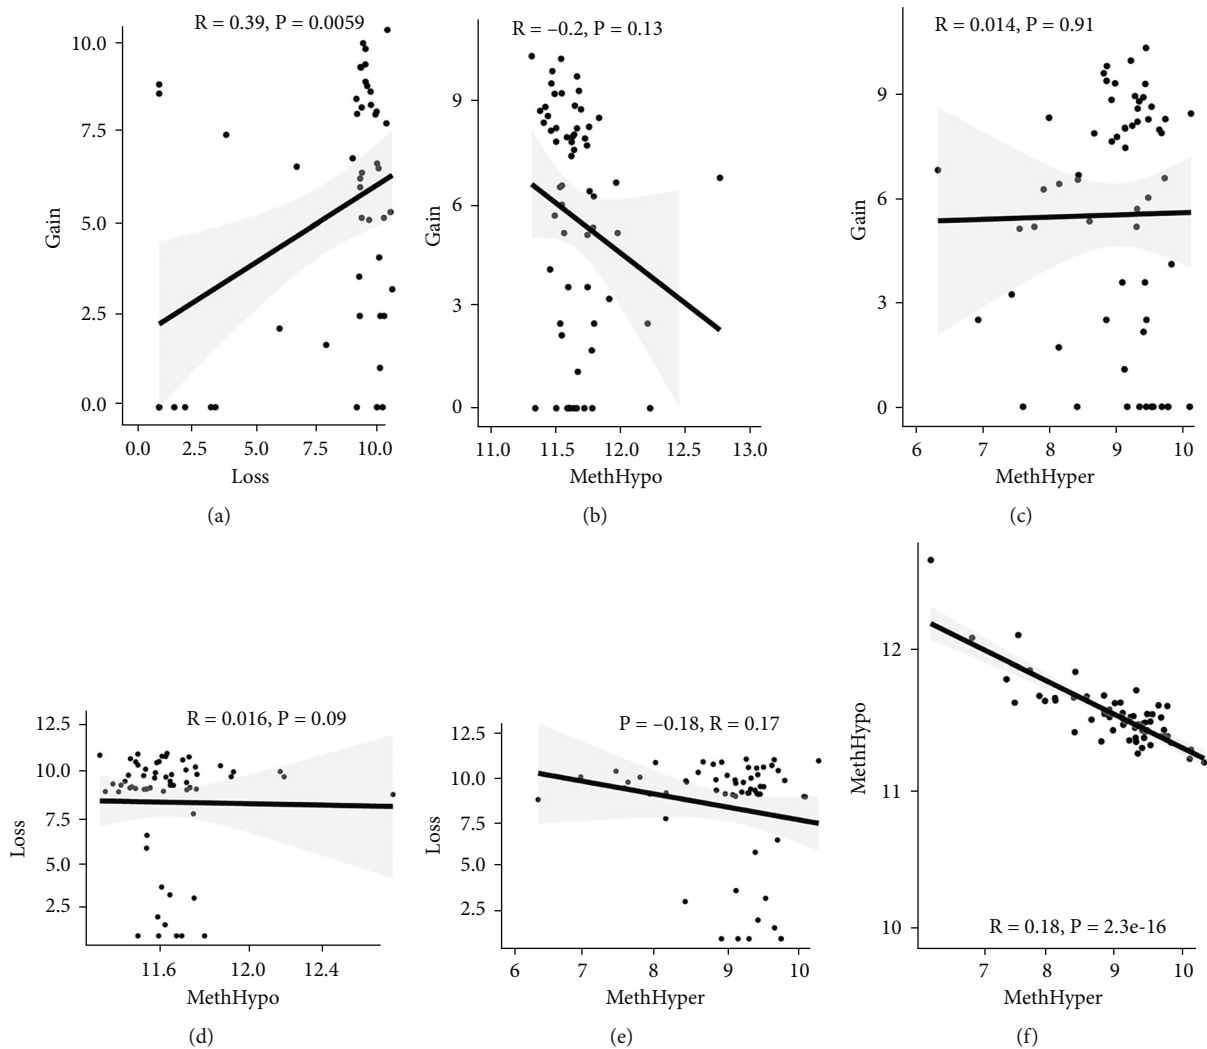 R = 0.39, P = 0.0059
10.0
7.5
5.0
2.5
0.0
Gain
0.0 2.5 5.0 7.5 10.0
Loss
(a)
R = −0.2, P = 0.13
9
6
3
0
Gain
11.0 11.5 12.0 12.5 13.0
MethHypo
(b)
R = 0.014, P = 0.91
9
6
3
0
Gain
6 7 8 9 10
MethHyper
(c)
R = 0.016, P = 0.09
12.5
10.0
7.5
5.0
2.5
Loss
11.6 12.0 12.4
MethHypo
(d)
P = −0.18, R = 0.17
12.5
10.0
7.5
5.0
2.5
Loss
6 7 8 9 10
MethHyper
(e)
12
11
10
MethHypo
R = 0.18, P = 2.3e-16
7 8 9 10
MethHyper
(f)